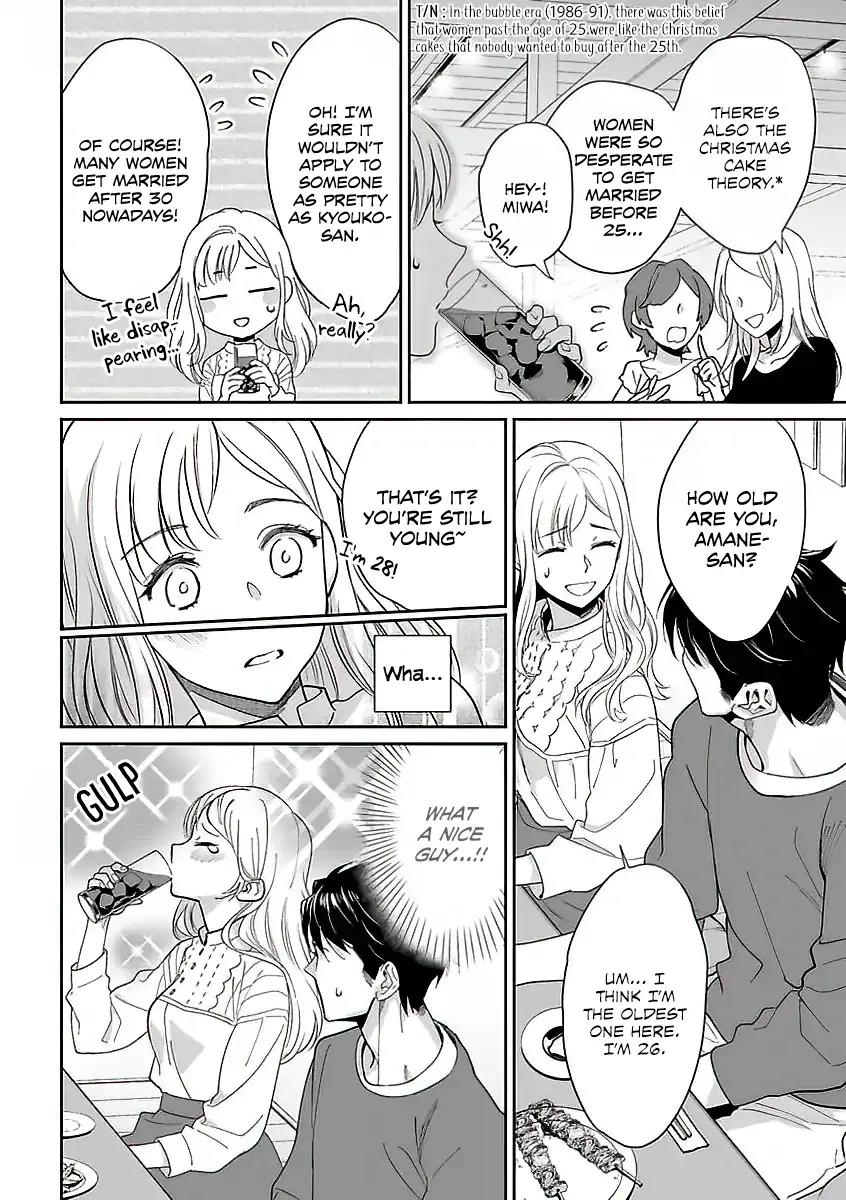 T/N : In the bubble era (1986-91), there was this belief
that women past the age of 25 were like the Christmas
cakes that nobody wanted to buy after the 25th.
THERE'S
ALSO THE
CHRISTMAS
CAKE
THEORY.*
WOMEN
WERE SO
DESPERATE
TO GET
MARRIED
BEFORE
25...
HEY-!
MIWA!
Shh!
OH! I'M
SURE IT
WOULDN'T
APPLY TO
SOMEONE
AS PRETTY
AS KYOUKO-
SAN.
Ah,
really?
OF COURSE!
MANY WOMEN
GET MARRIED
AFTER 30
NOWADAYS!
I feel
like disap-
pearing...
HOW OLD
ARE YOU,
AMANE-
SAN?
UM... I
THINK I'M
THE OLDEST
ONE HERE.
I'M 26.
THAT'S IT?
YOU'RE STILL
YOUNG~
I'm 28!
Wha...
WHAT
A NICE
GUY...!!
GULP